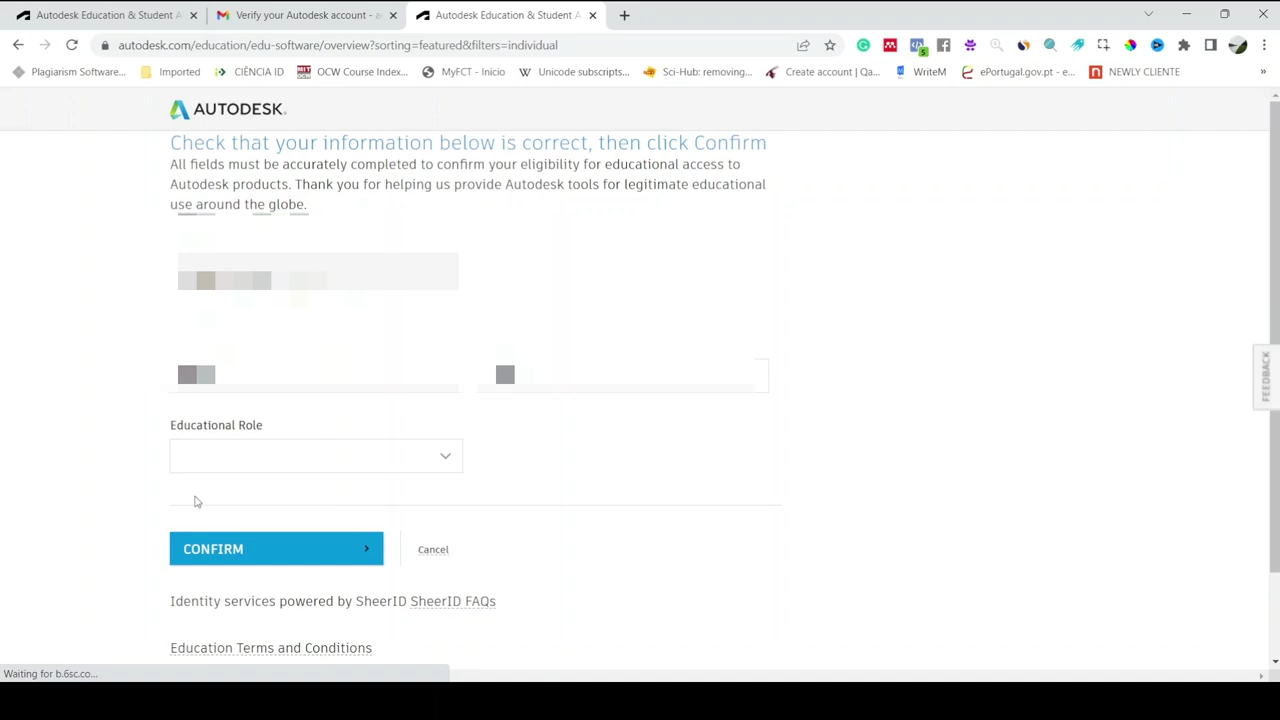 Autodesk Education & Student A
Verify your Autodesk account - a
Autodesk Education & Student A
autodesk.com/education/edu-software/overview?sorting=featured&filters=individual
5
Plagiarism Software...
Imported
CIÊNCIA ID
OCW Course Index...
MyFCT - Inicio
Unicode subscripts...
Sci-Hub: removing...
Create account | Qa...
WriteM
ePortugal.gov.pt - e...
NEWLY CLIENTE
AUTODESK.
Check that your information below is correct, then click Confirm
All fields must be accurately completed to confirm your eligibility for educational access to
Autodesk products. Thank you for helping us provide Autodesk tools for legitimate educational
use around the globe.
FEEDBACK
Educational Role
CONFIRM
Cancel
Identity services powered by SheerID SheerID FAQs
Education Terms and Conditions
Waiting for b.6sc.co...